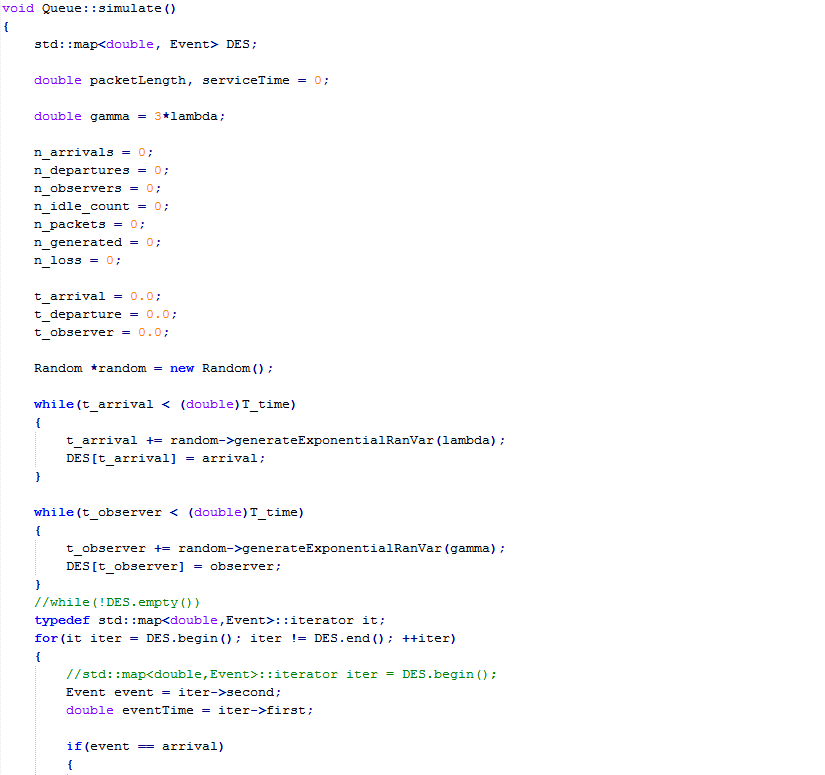 void Queue::simulate()
{
    std::map<double, Event> DES;

    double packetLength, serviceTime = 0;

    double gamma = 3*lambda;

    n_arrivals = 0;
    n_departures = 0;
    n_observers = 0;
    n_idle_count = 0;
    n_packets = 0;
    n_generated = 0;
    n_loss = 0;

    t_arrival = 0.0;
    t_departure = 0.0;
    t_observer = 0.0;

    Random *random = new Random();

    while(t_arrival < (double)T_time)
    {
        t_arrival += random->generateExponentialRanVar(lambda);
        DES[t_arrival] = arrival;
    }

    while(t_observer < (double)T_time)
    {
        t_observer += random->generateExponentialRanVar(gamma);
        DES[t_observer] = observer;
    }
    //while(!DES.empty())
    typedef std::map<double,Event>::iterator it;
    for(it iter = DES.begin(); iter != DES.end(); ++iter)
    {
        //std::map<double,Event>::iterator iter = DES.begin();
        Event event = iter->second;
        double eventTime = iter->first;

        if(event == arrival)
        {